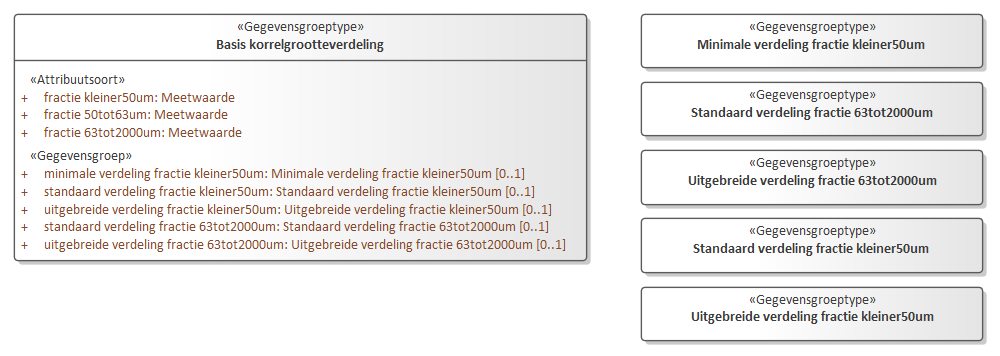 «Gegevensgroeptype»
Basis korrelgrootteverdeling
«Attribuutsoort»
+ fractie kleiner50um: Meetwaarde
+ fractie 50tot63um: Meetwaarde
+ fractie 63tot2000um: Meetwaarde
«Gegevensgroep»
+ minimale verdeling fractie kleiner50um: Minimale verdeling fractie kleiner50um [0..1]
+ standaard verdeling fractie kleiner50um: Standaard verdeling fractie kleiner50um [0..1]
+ uitgebreide verdeling fractie kleiner50um: Uitgebreide verdeling fractie kleiner50um [0..1]
+ standaard verdeling fractie 63tot2000um: Standaard verdeling fractie 63tot2000um [0..1]
+ uitgebreide verdeling fractie 63tot2000um: Uitgebreide verdeling fractie 63tot2000um [0..1]
«Gegevensgroeptype»
Minimale verdeling fractie kleiner50um
«Gegevensgroeptype»
Standaard verdeling fractie 63tot2000um
«Gegevensgroeptype»
Uitgebreide verdeling fractie 63tot2000um
«Gegevensgroeptype»
Standaard verdeling fractie kleiner50um
«Gegevensgroeptype»
Uitgebreide verdeling fractie kleiner50um